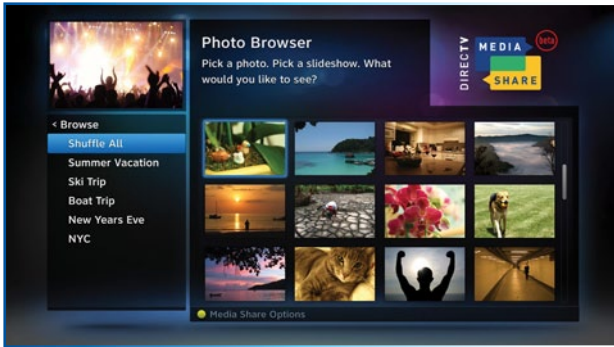 Photo Browser
Pick a photo. Pick a slideshow. What
would you like to see?
DIRECTV
MEDIA
beta
SHARE
< Browse
Shuffle All
Summer Vacation
Ski Trip
Boat Trip
New Years Eve
NYC
Media Share Options